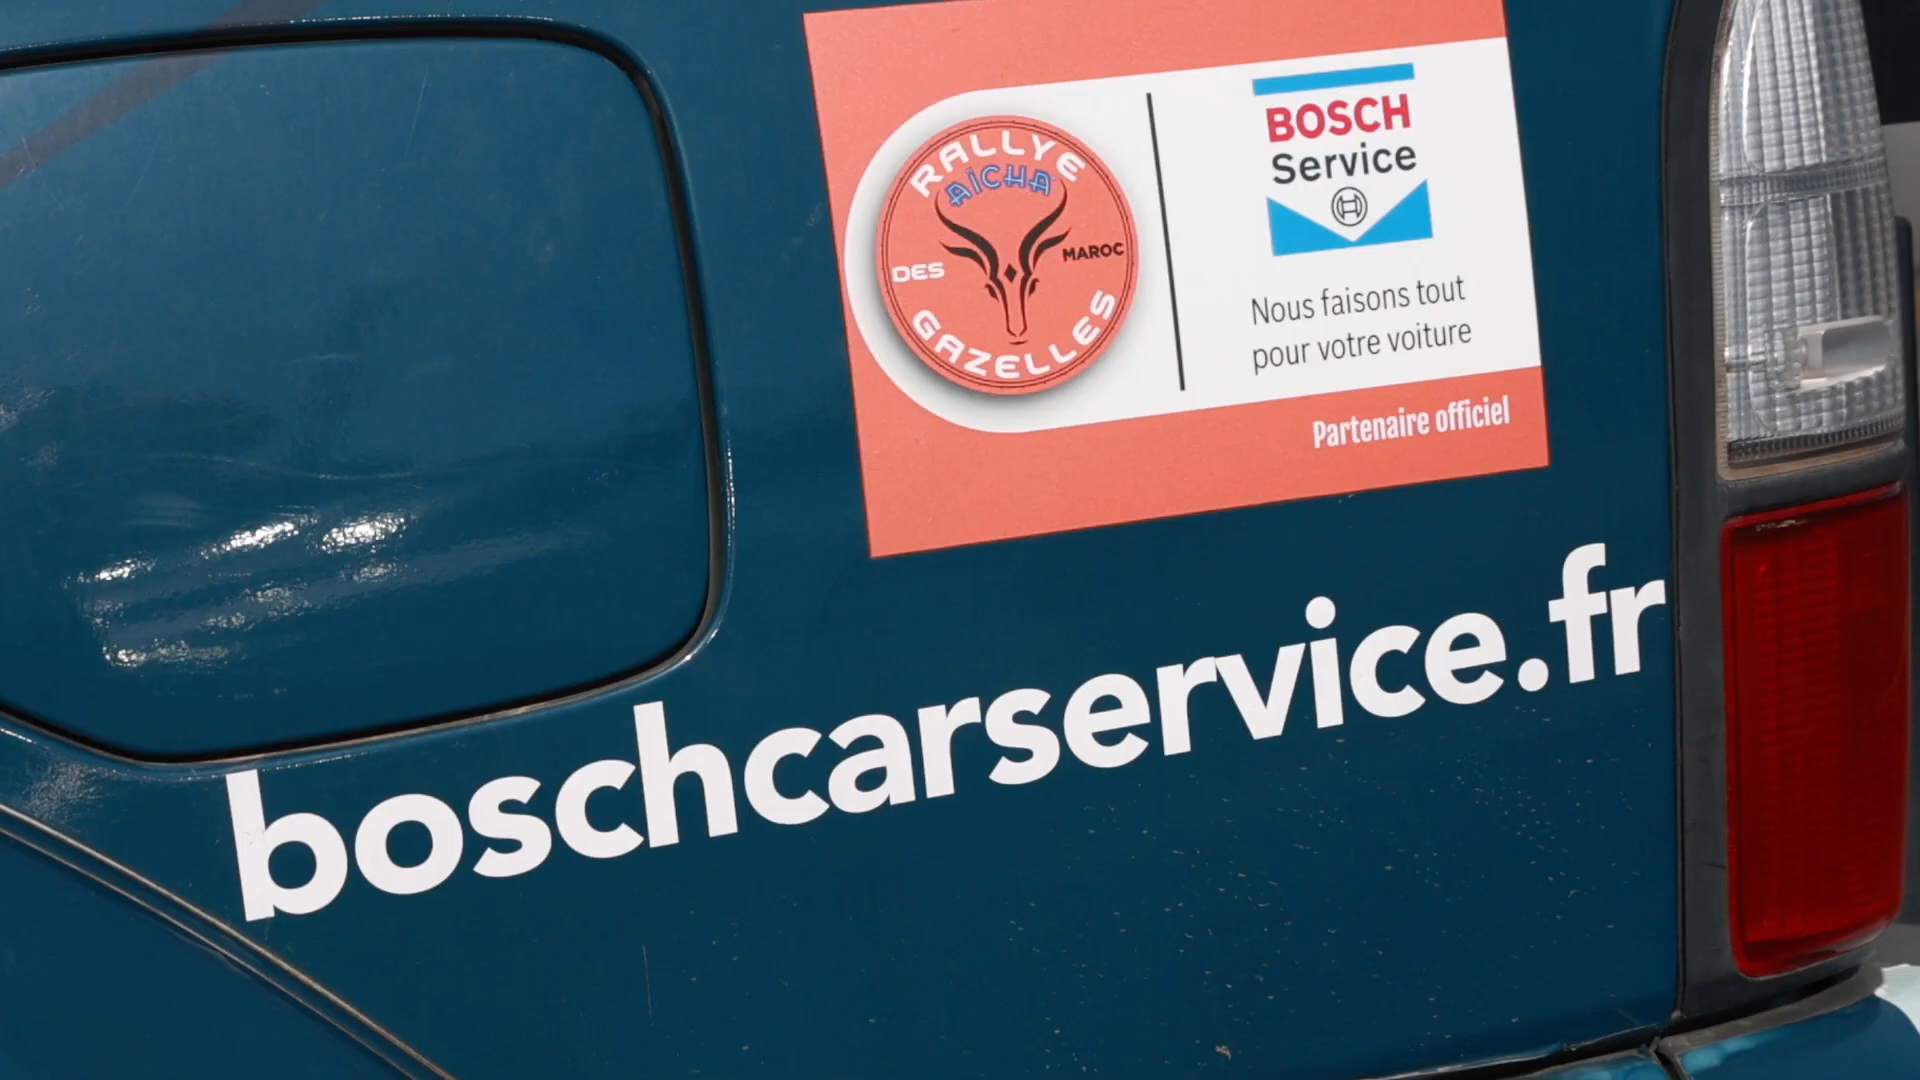 RALLYE
AÏCHA
DES
MAROC
GAZELLES
BOSCH
Service
Nous faisons tout
pour votre voiture
Partenaire officiel
boschcarservice.fr